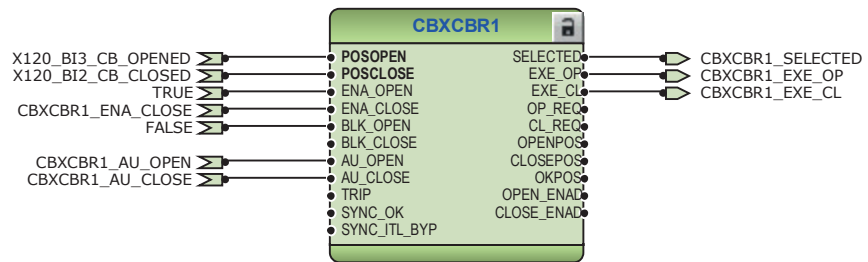 CBXCBR1
X120_BI3_CB_OPENED POSOPEN SELECTED CBXCBR1_SELECTED
X120_BI2_CB_CLOSED POSCLOSE EXE_OP CBXCBR1_EXE_OP
TRUE ENA_OPEN EXE_CL CBXCBR1_EXE_CL
CBXCBR1_ENA_CLOSE ENA_CLOSE OP_REQ
FALSE BLK_OPEN CL_REQ
BLK_CLOSE OPENPOS
CBXCBR1_AU_OPEN AU_OPEN CLOSEPOS
CBXCBR1_AU_CLOSE AU_CLOSE OKPOS
TRIP OPEN_ENAD
SYNC_OK CLOSE_ENAD
SYNC_ITL_BYP